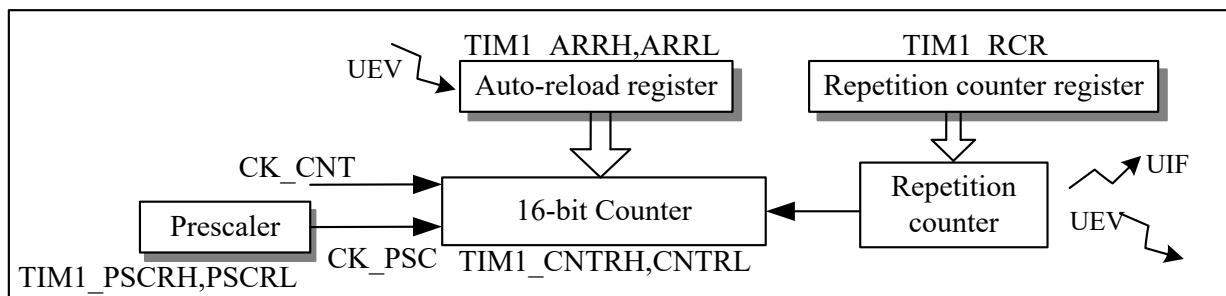 TIM1_ARRH,ARRL
TIM1_RCR
UEV
Auto-reload register
Repetition counter register
CK_CNT
16-bit Counter
Repetition
counter
UIF
UEV
Prescaler
CK_PSC
TIM1_CNTRH,CNTRL
TIM1_PSCRH,PSCRL